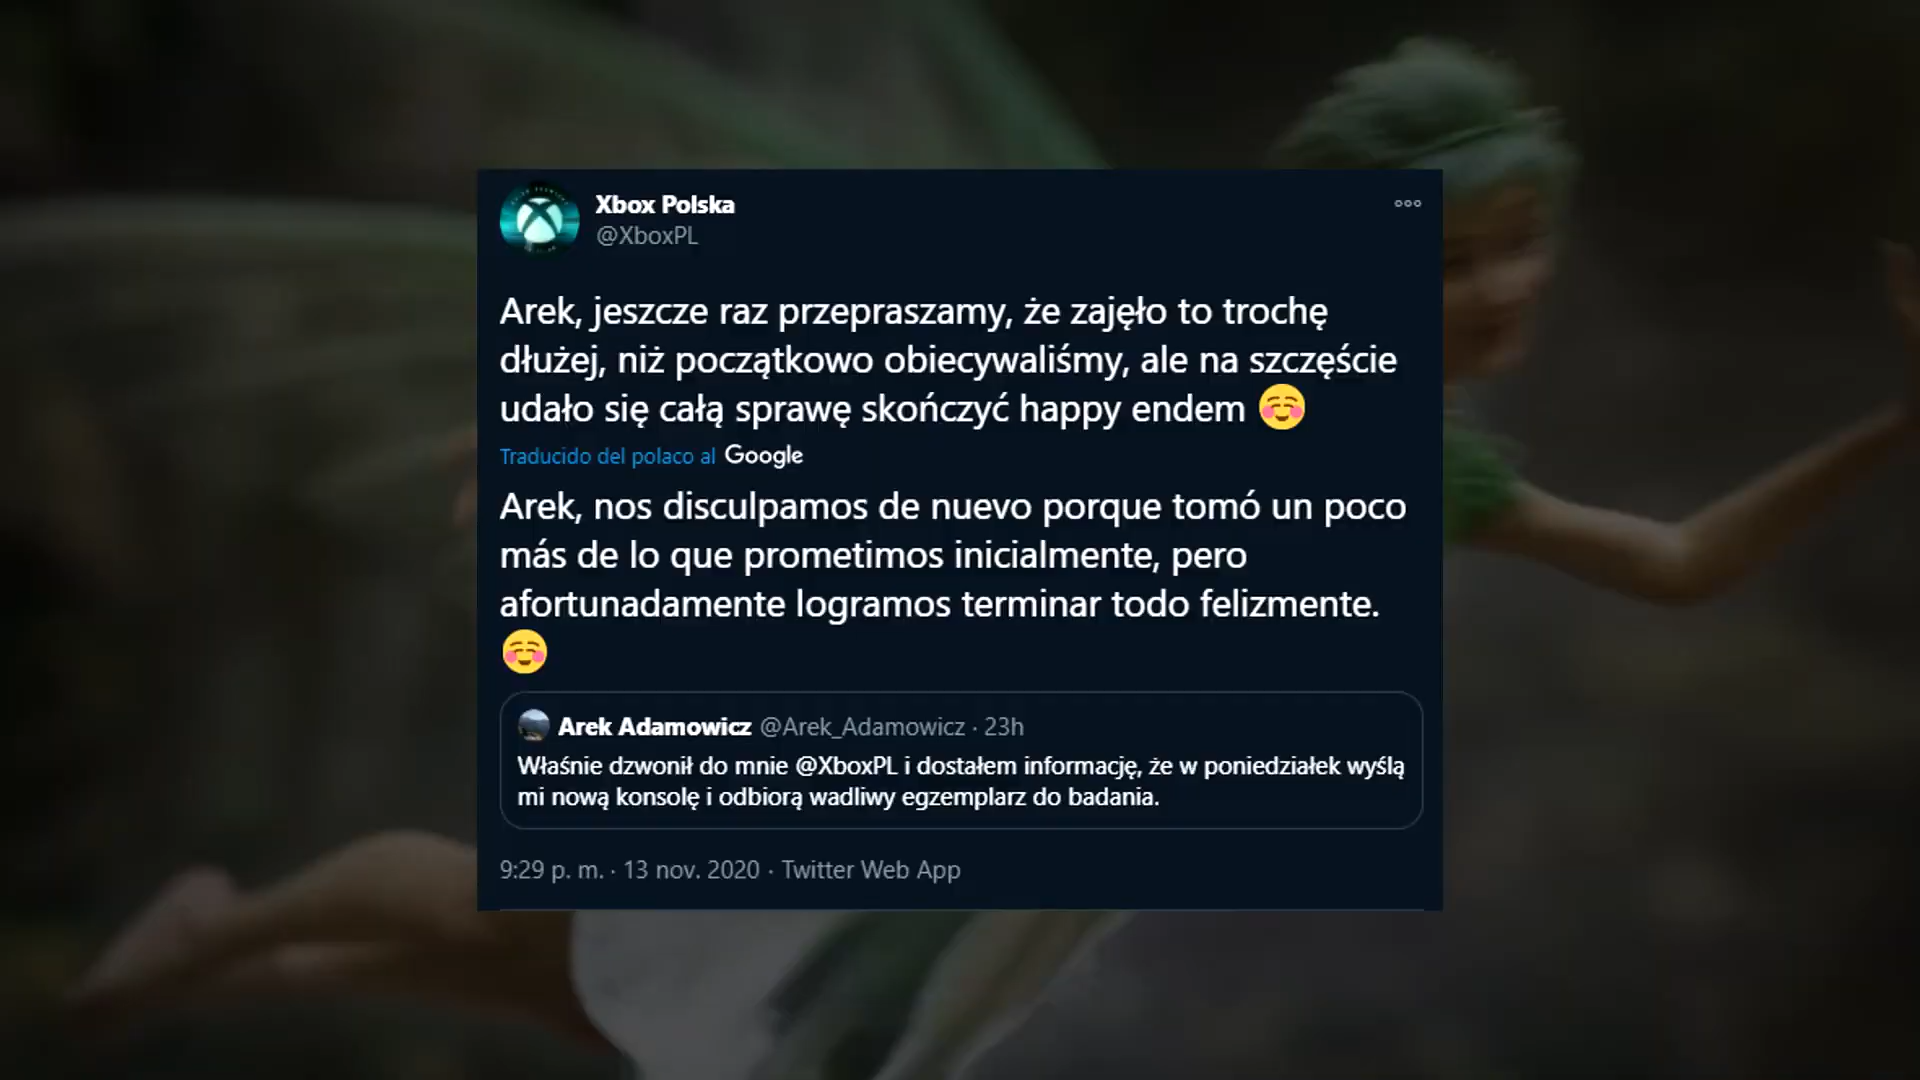 Xbox Polska
@XboxPL
Arek, jeszcze raz przepraszamy, że zajęło to trochę
dłużej, niż początkowo obiecywaliśmy, ale na szczęście
udało się całą sprawę skończyć happy endem ☺️
Traducido del polaco al Google
Arek, nos disculpamos de nuevo porque tomó un poco
más de lo que prometimos inicialmente, pero
afortunadamente logramos terminar todo felizmente.
☺️
Arek Adamowicz @Arek_Adamowicz · 23h
Właśnie dzwonił do mnie @XboxPL i dostałem informację, że w poniedziałek wyślą
mi nową konsolę i odbiorą wadliwy egzemplarz do badania.
9:29 p. m. · 13 nov. 2020 · Twitter Web App